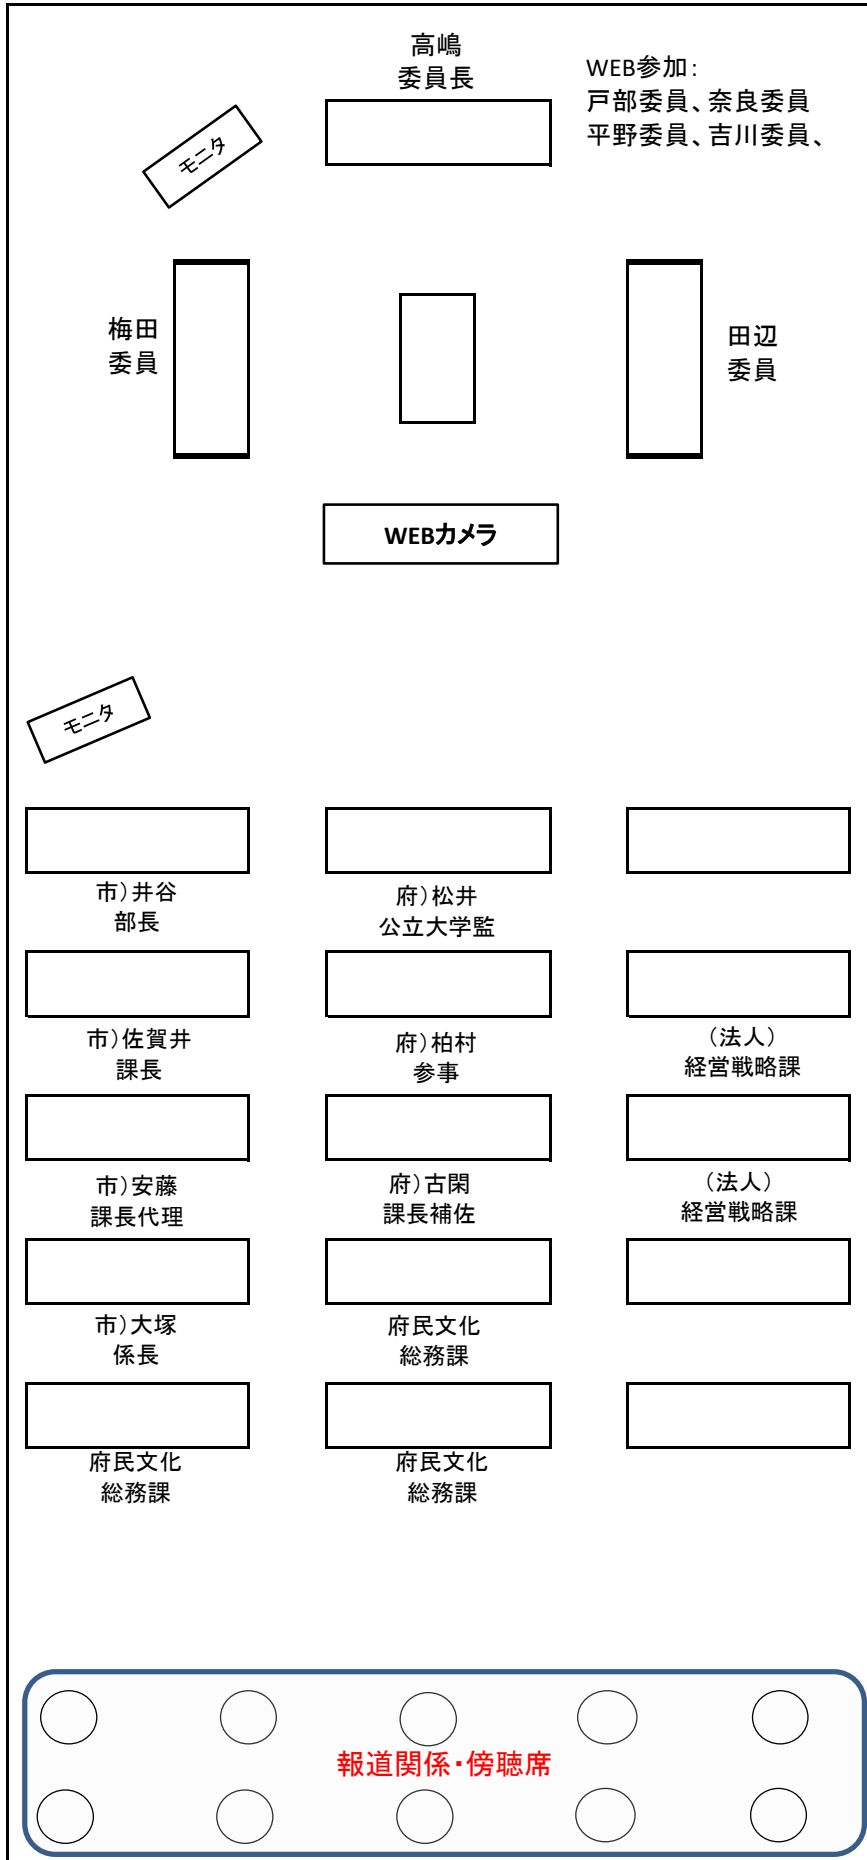 高嶋
委員長
WEB参加：
戸部委員、奈良委員
平野委員、吉川委員、
モニタ
梅田
委員
田辺
委員
WEBカメラ
モニタ
市）井谷
部長
府）松井
公立大学監
市）佐賀井
課長
府）柏村
参事
（法人）
経営戦略課
市）安藤
課長代理
府）古閑
課長補佐
（法人）
経営戦略課
市）大塚
係長
府民文化
総務課
府民文化
総務課
府民文化
総務課
報道関係・傍聴席